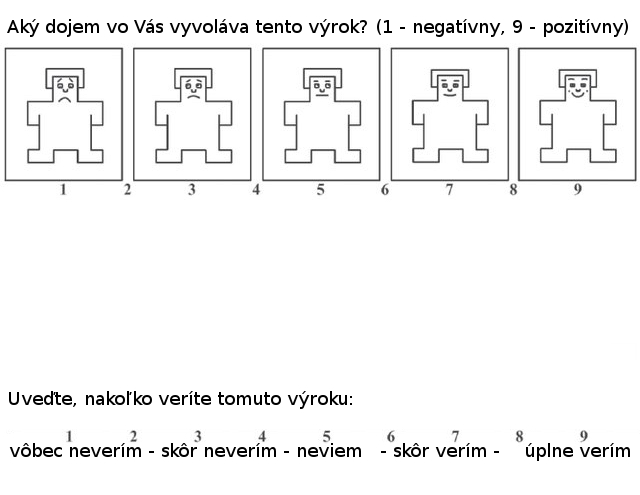 Aký dojem vo Vás vyvoláva tento výrok? (1 - negatívny, 9 - pozitívny)
1 2 3 4 5 6 7 8 9
Uveďte, nakoľko veríte tomuto výroku:
1 2 3 4 5 6 7 8 9
vôbec neverím - skôr neverím - neviem - skôr verím - úplne verím